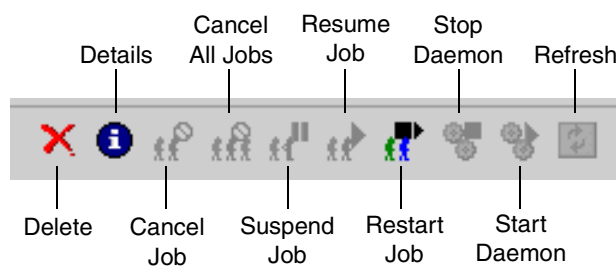 Details
Cancel
All Jobs
Resume
Job
Stop
Daemon
Refresh
Delete
Cancel
Job
Suspend
Job
Restart
Job
Start
Daemon